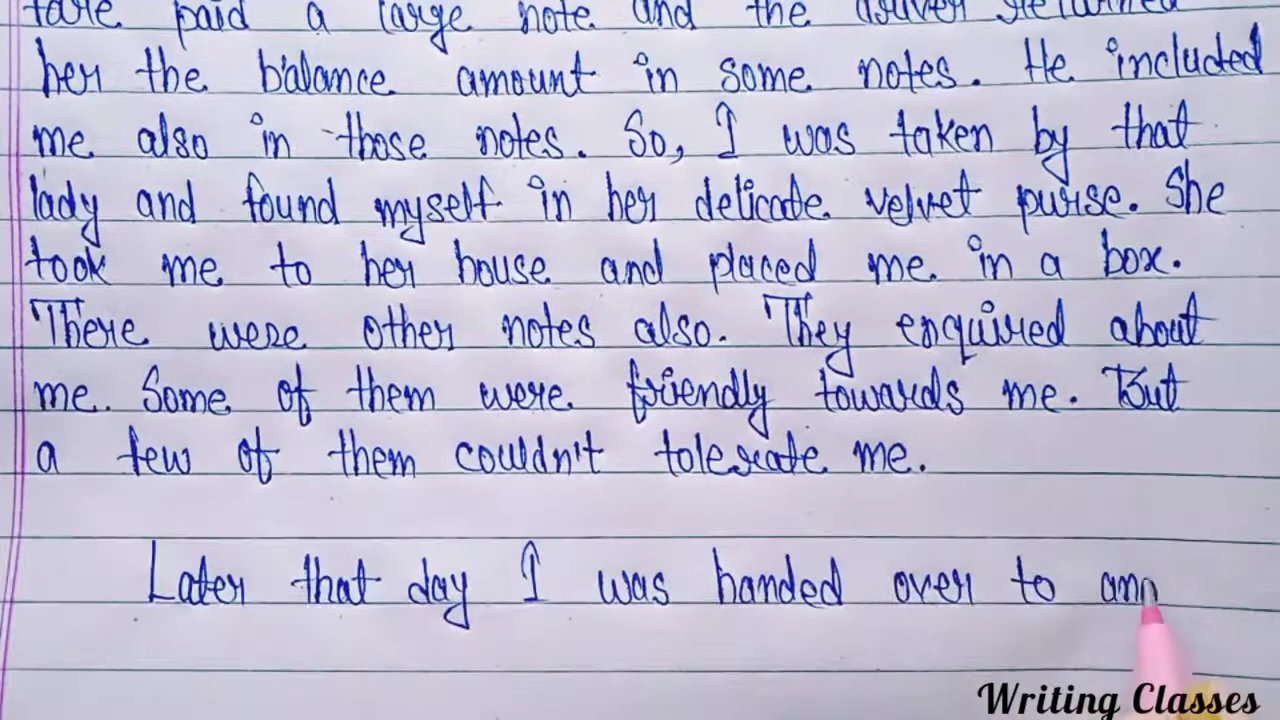 paid a large note and the
her the balance amount in some notes. He included
me also in those notes. So, I was taken by that
lady and found myself in her delicate velvet purse. She
took me to her house and placed me in a box.
There were other notes also. They enquired about
me. Some of them were friendly towards me. But
a few of them couldn't tolerate me.
Later that day I was handed over to ano
Writing Classes